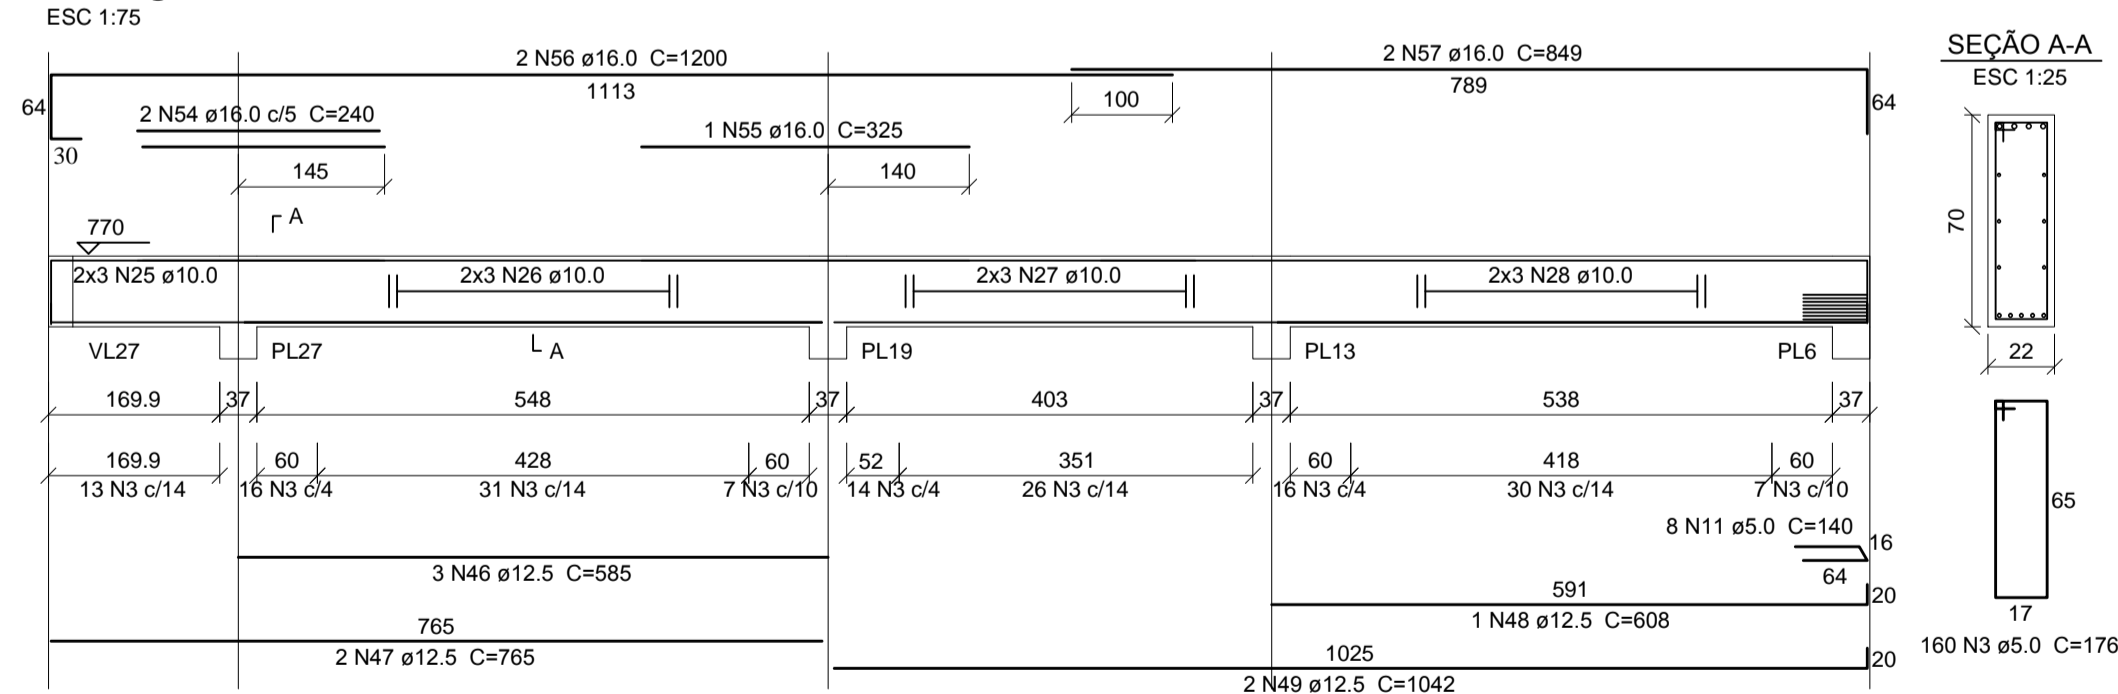 ESC 1:75
2 N56 ø16.0 C=1200
2 N57 ø16.0 C=849
SEÇÃO A-A
ESC 1:25
1113
789
100
64
64
2 N54 ø16.0 c/5 C=240
1 N55 ø16.0 C=325
30
145
140
A
770
70
2x3 N25 ø10.0
2x3 N26 ø10.0
2x3 N27 ø10.0
2x3 N28 ø10.0
VL27
PL27
A
PL19
PL13
PL6
22
169.9
37
548
37
403
37
538
37
169.9
60
428
60
52
351
60
418
60
13 N3 c/14
16 N3 c/4
31 N3 c/14
7 N3 c/10
14 N3 c/4
26 N3 c/14
16 N3 c/4
30 N3 c/14
7 N3 c/10
65
8 N11 ø5.0 C=140
16
3 N46 ø12.5 C=585
64
591
20
17
1 N48 ø12.5 C=608
765
160 N3 ø5.0 C=176
2 N47 ø12.5 C=765
1025
20
2 N49 ø12.5 C=1042